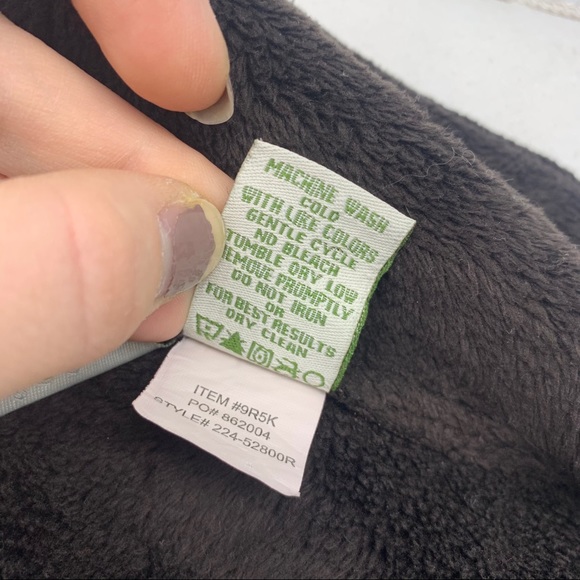 MACHINE WASH
COLD
WITH LIKE COLORS
GENTLE CYCLE
NO BLEACH
TUMBLE DRY LOW
REMOVE PROMPTLY
DO NOT IRON
FOR BEST RESULTS
DRY CLEAN
ITEM #9R5K
PO# 862004
STYLE# 224-52800R